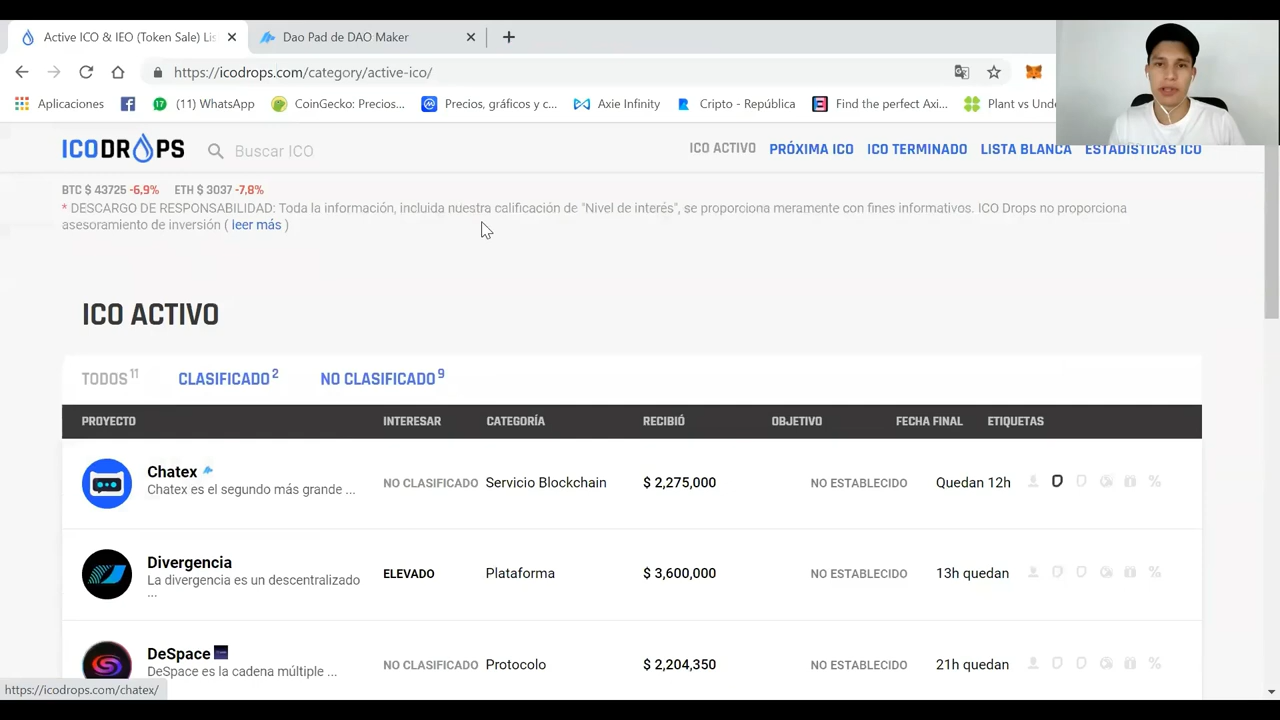 Active ICO & IEO (Token Sale) Lis
Dao Pad de DAO Maker
https://icodrops.com/category/active-ico/
Aplicaciones
(11) WhatsApp
CoinGecko: Precios...
Precios, gráficos y c...
Axie Infinity
Cripto - República
Find the perfect Axi...
Plant vs Unde
ICODROPS
Buscar ICO
ICO ACTIVO
PRÓXIMA ICO
ICO TERMINADO
LISTA BLANCA
ESTADÍSTICAS ICO
BTC $ 43725 -6,9% ETH $ 3037 -7,8%
* DESCARGO DE RESPONSABILIDAD: Toda la información, incluida nuestra calificación de "Nivel de interés", se proporciona meramente con fines informativos. ICO Drops no proporciona
asesoramiento de inversión ( leer más )
ICO ACTIVO
TODOS 11
CLASIFICADO 2
NO CLASIFICADO 9
PROYECTO INTERESAR CATEGORÍA RECIBIÓ OBJETIVO FECHA FINAL ETIQUETAS
Chatex
Chatex es el segundo más grande ...
NO CLASIFICADO Servicio Blockchain $ 2,275,000 NO ESTABLECIDO Quedan 12h
Divergencia
La divergencia es un descentralizado
...
ELEVADO Plataforma $ 3,600,000 NO ESTABLECIDO 13h quedan
DeSpace
DeSpace es la cadena múltiple ...
NO CLASIFICADO Protocolo $ 2,204,350 NO ESTABLECIDO 21h quedan
https://icodrops.com/chatex/